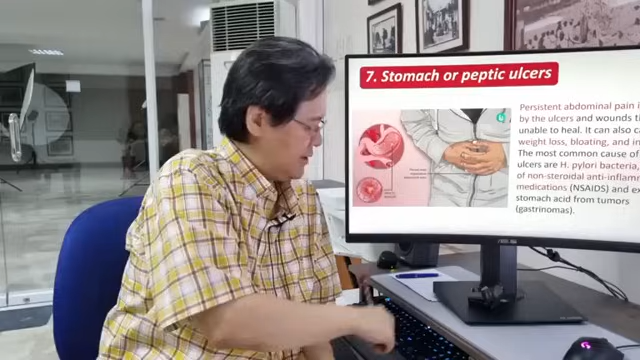 7. Stomach or peptic ulcers
Persistent abdominal pain i
by the ulcers and wounds t
unable to heal. It can also c
weight loss, bloating, and in
The most common cause of
ulcers are H. pylori bacteria,
of non-steroidal anti-inflam
medications (NSAIDS) and ex
stomach acid from tumors
(gastrinomas).